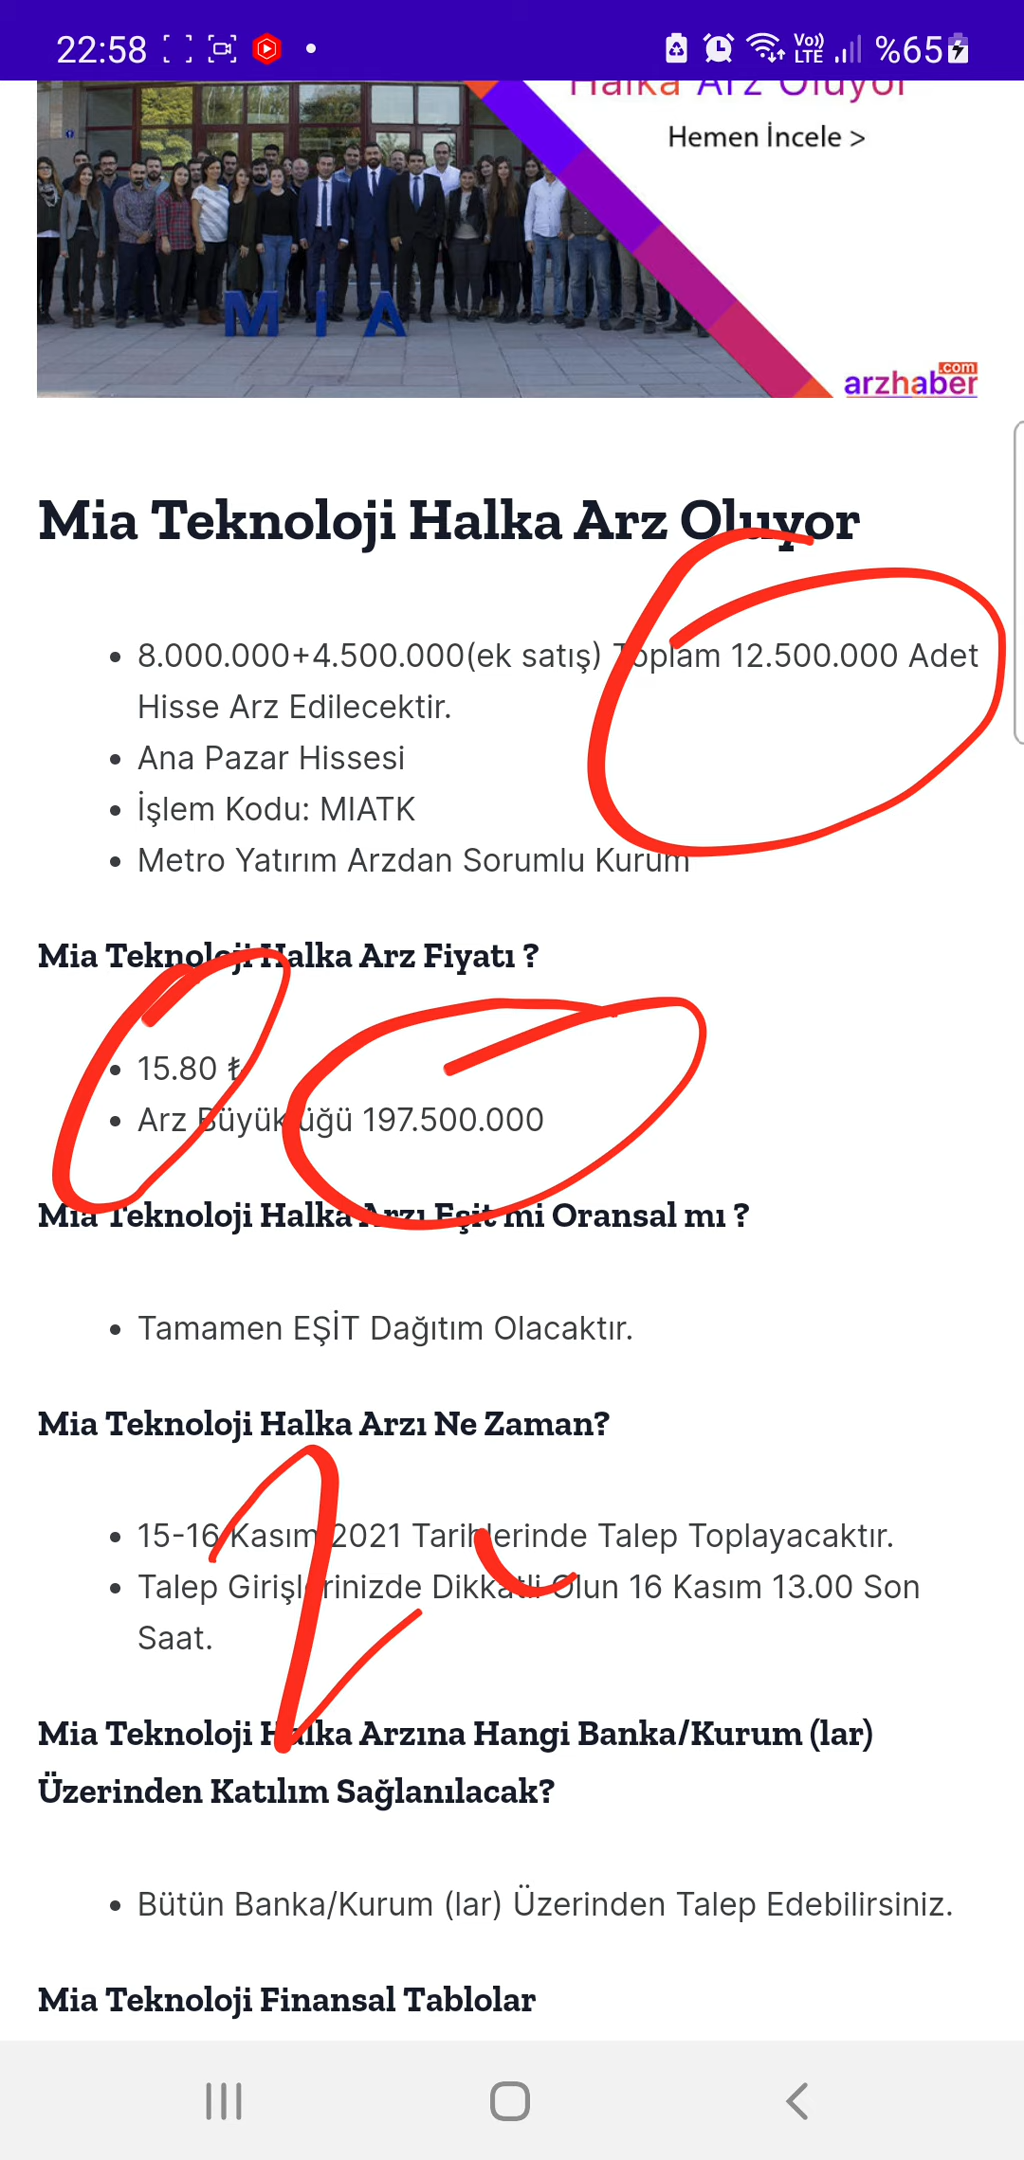 22:58
Vo)) LTE %65
Halka Arz Oluyor
Hemen İncele >
MIA
arzhaber.com
Mia Teknoloji Halka Arz Oluyor
• 8.000.000+4.500.000(ek satış) Toplam 12.500.000 Adet
Hisse Arz Edilecektir.
• Ana Pazar Hissesi
• İşlem Kodu: MIATK
• Metro Yatırım Arzdan Sorumlu Kurum
Mia Teknoloji Halka Arz Fiyatı ?
• 15.80 ₺
• Arz Büyüklüğü 197.500.000
Mia Teknoloji Halka Arzı Eşit mi Oransal mı ?
• Tamamen EŞİT Dağıtım Olacaktır.
Mia Teknoloji Halka Arzı Ne Zaman?
• 15-16 Kasım 2021 Tarihlerinde Talep Toplayacaktır.
• Talep Girişlerinizde Dikkatli Olun 16 Kasım 13.00 Son
Saat.
Mia Teknoloji Halka Arzına Hangi Banka/Kurum (lar)
Üzerinden Katılım Sağlanılacak?
• Bütün Banka/Kurum (lar) Üzerinden Talep Edebilirsiniz.
Mia Teknoloji Finansal Tablolar